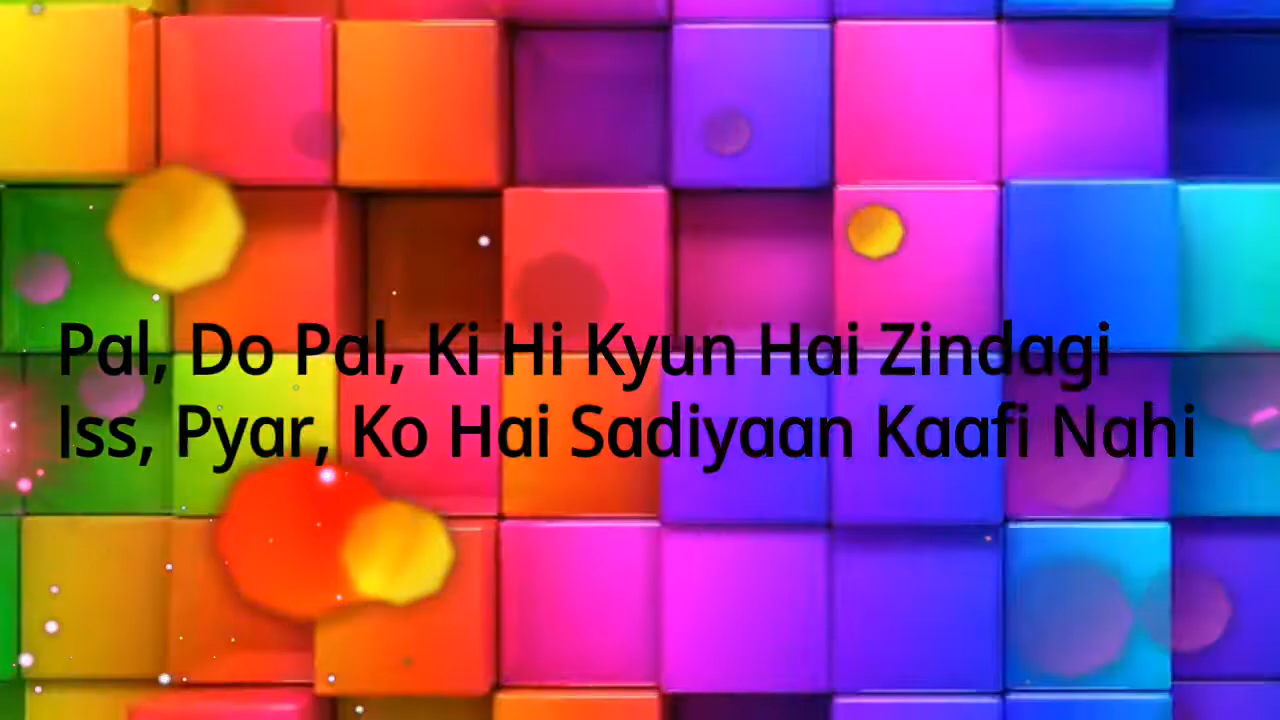 Pal, Do Pal, Ki Hi Kyun Hai Zindagi
Iss, Pyar, Ko Hai Sadiyaan Kaafi Nahi